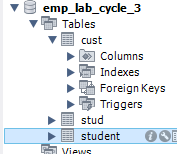 emp_lab_cycle_3
Tables
cust
Columns
Indexes
Foreign Keys
Triggers
stud
student
Views